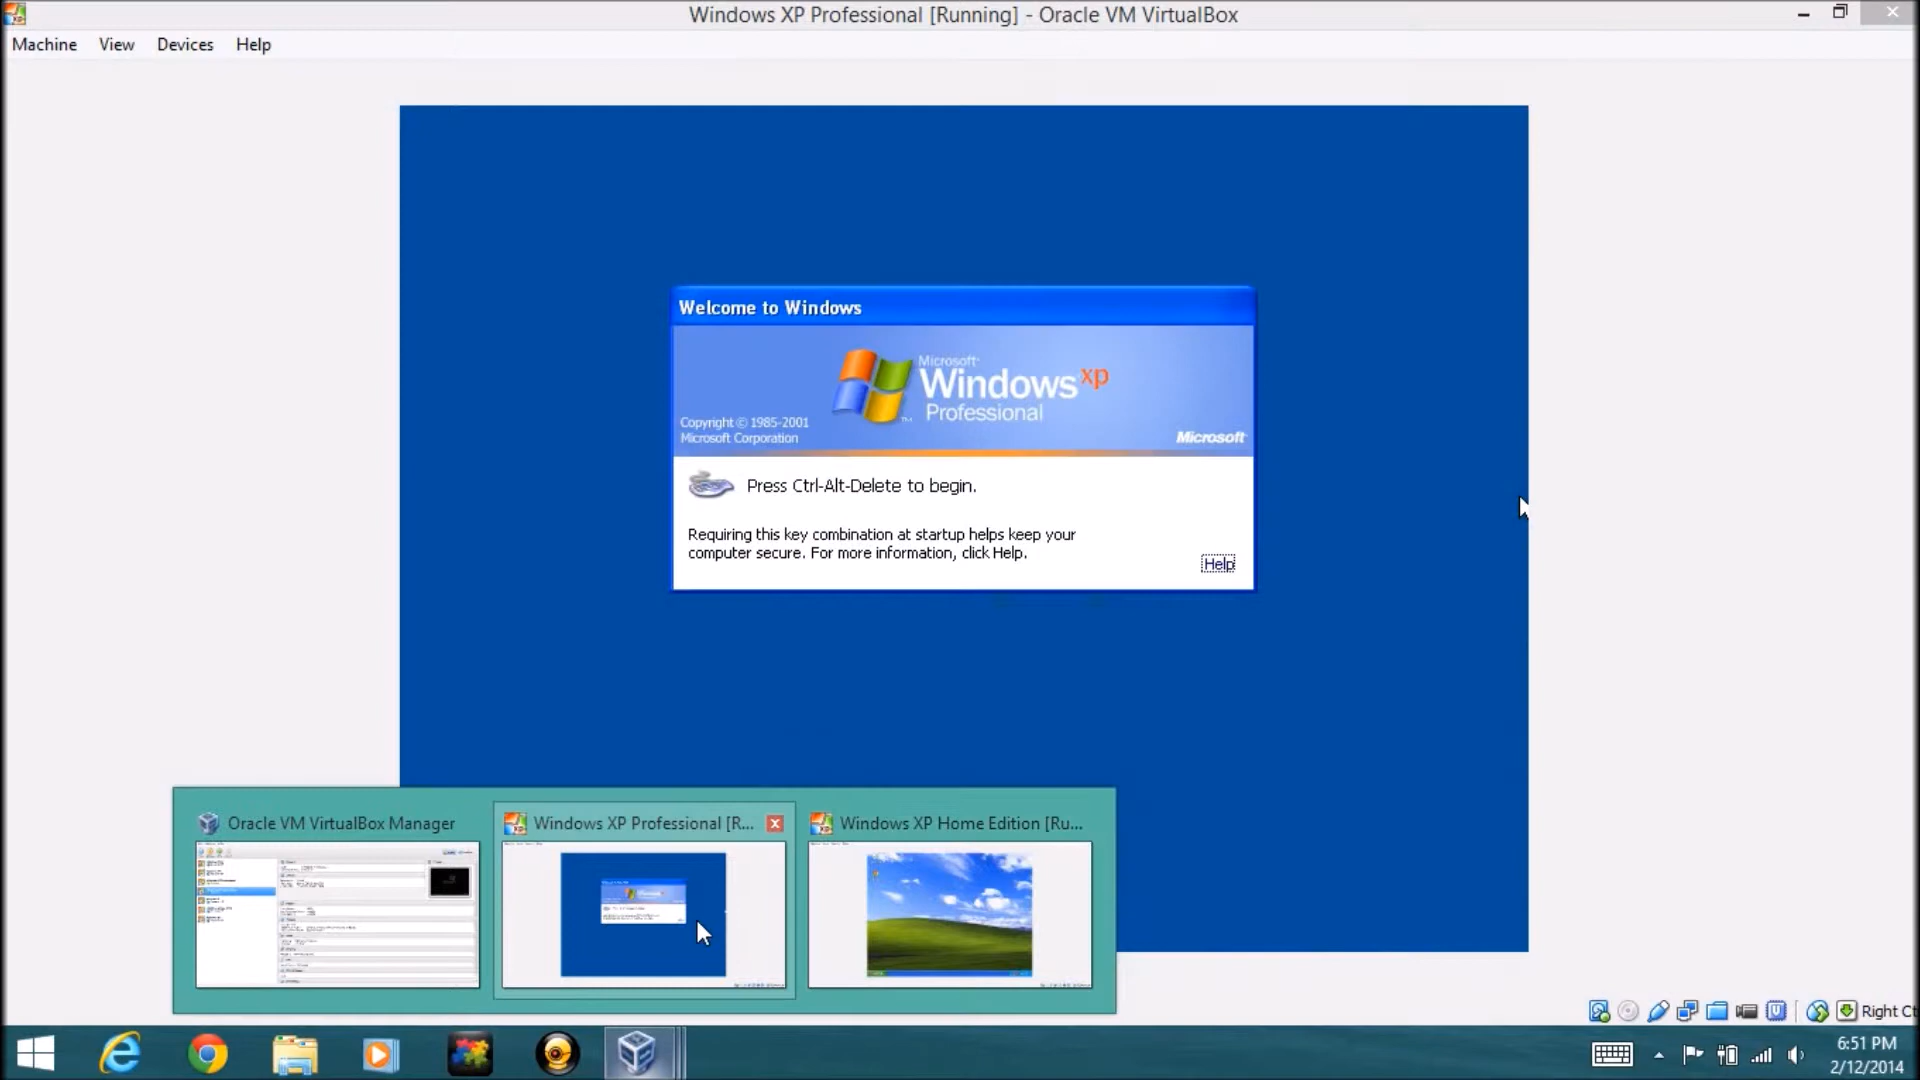 Windows XP Professional [Running] - Oracle VM VirtualBox
Machine View Devices Help
Welcome to Windows
Microsoft
Windows xp
Professional
Copyright © 1985-2001
Microsoft Corporation
Microsoft
Press Ctrl-Alt-Delete to begin.
Requiring this key combination at startup helps keep your
computer secure. For more information, click Help.
Help
Oracle VM VirtualBox Manager
Windows XP Professional [R...
Windows XP Home Edition [Ru...
Right Ct
6:51 PM
2/12/2014